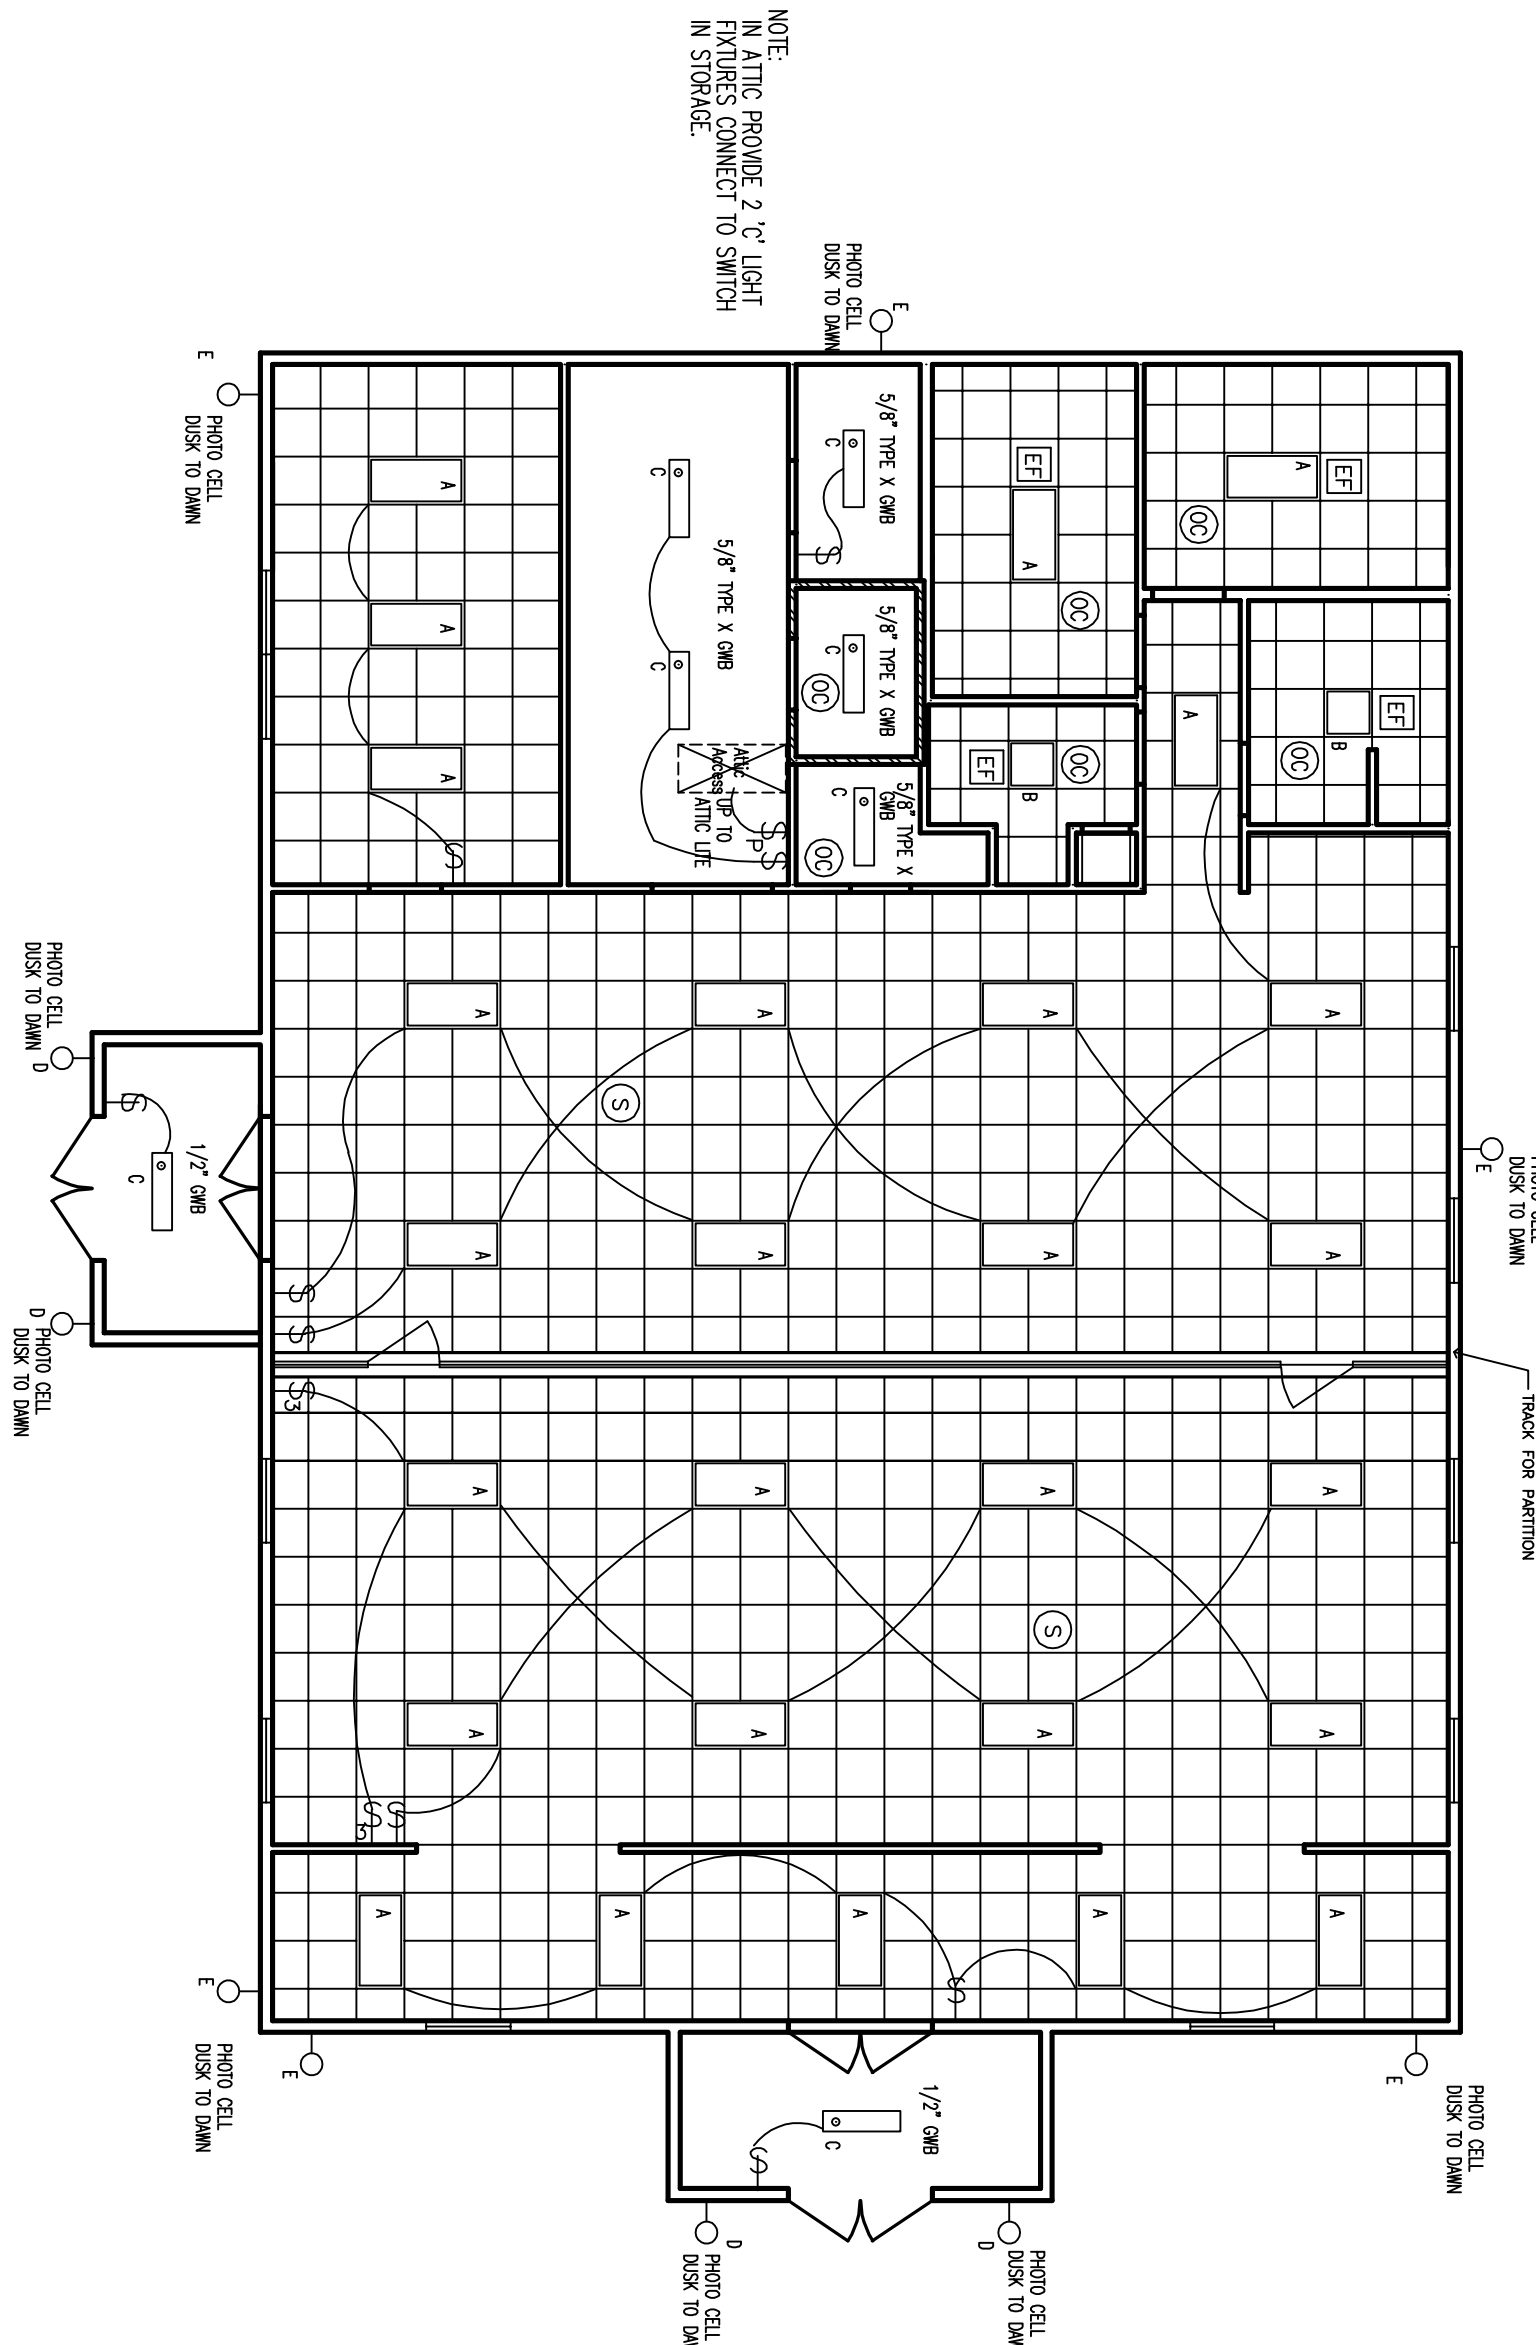 NOTE:
IN ATTIC PROVIDE 2 'C' LIGHT
FIXTURES CONNECT TO SWITCH
IN STORAGE.
E
PHOTO CELL
DUSK TO DAWN
E
PHOTO CELL
DUSK TO DAWN
A
EF
OC
EF
A
OC
5/8" TYPE X GWB
C
S
5/8" TYPE X GWB
C
C
A
A
A
S
5/8" TYPE X GWB
C
OC
EF
B
OC
EF
B
OC
A
5/8" TYPE X
GWB
C
OC
Attic
Access
UP TO
ATTIC LITE
S
P
S
A
A
A
A
S
A
A
A
A
S
S
E
PHOTO CELL
DUSK TO DAWN
TRACK FOR PARTITION
PHOTO CELL
DUSK TO DAWN
D
S
1/2" GWB
C
D
PHOTO CELL
DUSK TO DAWN
S
3
A
A
A
A
S
A
A
A
A
S
S
3
A
A
A
A
A
S
E
PHOTO CELL
DUSK TO DAWN
E
E
PHOTO CELL
DUSK TO DAWN
1/2" GWB
C
S
D
PHOTO CELL
DUSK TO DAWN
D
PHOTO CELL
DUSK TO DAW